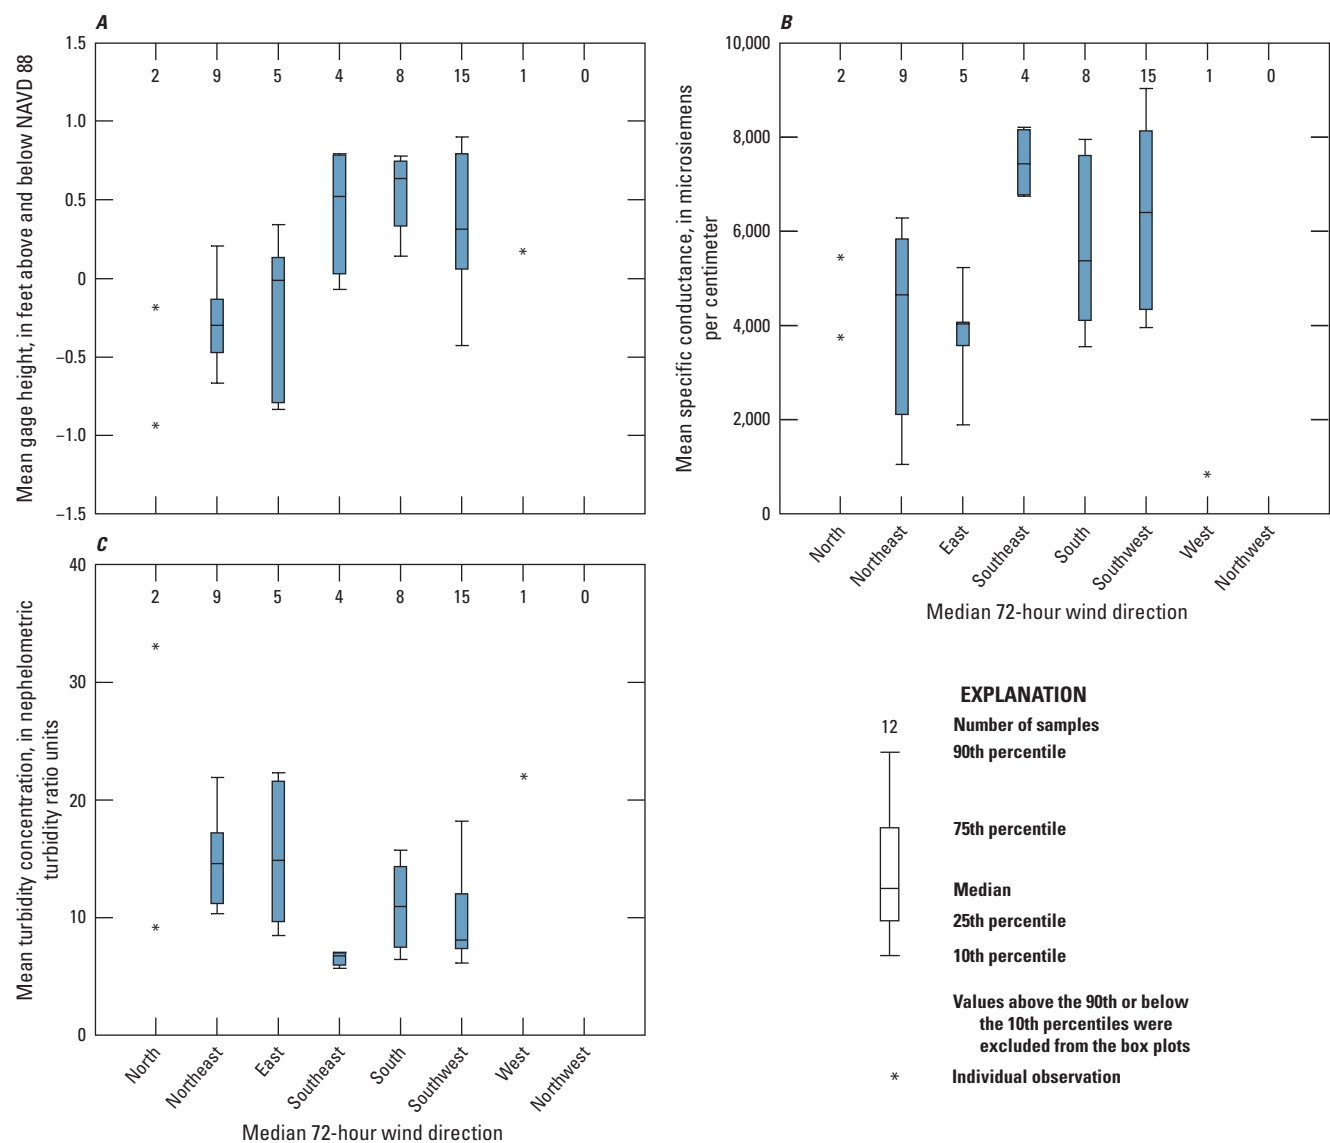 A
Mean gage height, in feet above and below NAVD 88
1.5
1.0
0.5
0
−0.5
−1.0
−1.5
2 9 5 4 8 15 1 0
B
Mean specific conductance, in microsiemens
per centimeter
10,000
8,000
6,000
4,000
2,000
0
2 9 5 4 8 15 1 0
North Northeast East Southeast South Southwest West Northwest
Median 72-hour wind direction
C
Mean turbidity concentration, in nephelometric
turbidity ratio units
40
30
20
10
0
2 9 5 4 8 15 1 0
North Northeast East Southeast South Southwest West Northwest
Median 72-hour wind direction
EXPLANATION
12 Number of samples
90th percentile
75th percentile
Median
25th percentile
10th percentile
Values above the 90th or below
the 10th percentiles were
excluded from the box plots
* Individual observation